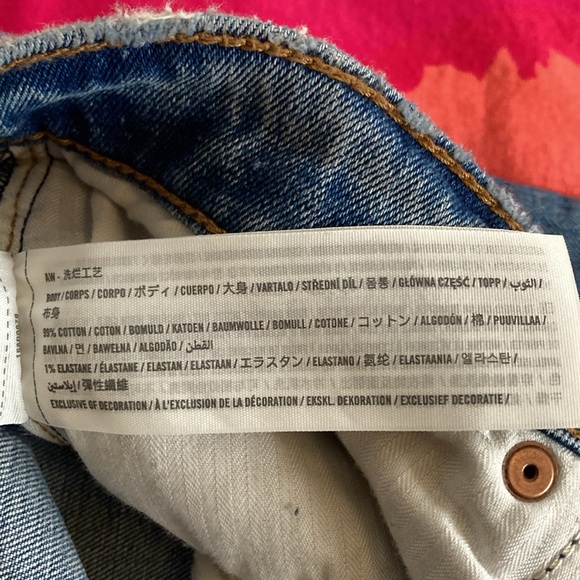 AW - 洗烂工艺
BODY / CORPS / CORPO / ボディ / CUERPO / 大身 / VARTALO / STŘEDNÍ DÍL / 몸통 / GŁÓWNA CZĘŚĆ / TOPP / الثوب /
布身
99% COTTON / COTON / BOMULD / KATOEN / BAUMWOLLE / BOMULL / COTONE / コットン / ALGODÓN / 棉 / PUUVILLAA /
BAVLNA / 면 / BAWEŁNA / ALGODÃO / القطن
1% ELASTANE / ÉLASTANE / ELASTAN / ELASTAAN / エラスタン / ELASTANO / 氨纶 / ELASTAANIA / 엘라스탄 /
إيلاستين / 彈性纖維
EXCLUSIVE OF DECORATION / À L'EXCLUSION DE LA DÉCORATION / EKSKL. DEKORATION / EXCLUSIEF DECORATIE /